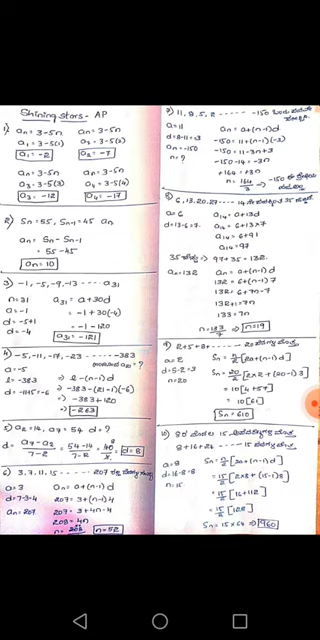 Shining stars - AP
1) an = 3-5n   an = 3-5n
a1 = 3-5(1)   a2 = 3-5(2)
a1 = -2   a2 = -7
an = 3-5n   an = 3-5n
a3 = 3-5(3)   a4 = 3-5(4)
a3 = -12   a4 = -17
2) Sn = 55, Sn-1 = 45 an
an = Sn - Sn-1
= 55-45
an = 10
3) -1, -5, -9, -13 ----- a31
n = 31   a31 = a+30d
a = -1   = -1+30(-4)
d = -5+1   = -1-120
d = -4   a31 = -121
4) -5, -11, -17, -23 ------ -383
a = -5
l = -383   ⇒ l-(n-1)d
d = -11+5 = -6   ⇒ -383-(21-1)(-6)
⇒ -383+120
⇒ -263
5) a2 = 14, a7 = 54 d = ?
d = a7-a2/7-2 = 54-14/7-2 = 40/5 = d = 8
6) 3, 7, 11, 15 ------ 207
a = 3   an = a+(n-1)d
d = 7-3 = 4   207 = 3+(n-1)4
an = 207   207 = 3+4n-4
208 = 4n
n = 208   n = 52
7) 11, 8, 5, 2 ------ -150
a = 11   an = a+(n-1)d
d = 8-11 = -3   -150 = 11+(n-1)(-3)
an = -150   -150 = 11-3n+3
n = ?   -150-14 = -3n
+164 = +3n
n = 164/3 ⇒ -150
8) 6, 13, 20, 27 ---- 14
a = 6   a14 = a+13d
d = 13-6 = 7   a14 = 6+13×7
a14 = 6+91
a14 = 97
97+35 = 132
an = 132   an = a+(n-1)d
132 = 6+(n-1)7
132 = 6+7n-7
132+1 = 7n
133 = 7n
n = 133/7 ⇒ n = 19
9) 2+5+8+ ------ 20
a = 2   Sn = n/2 [2a+(n-1)d]
d = 5-2 = 3   Sn = 20/2 [2×2+(20-1)3]
n = 20   = 10[4+57]
= 10[61]
Sn = 610
10) 15
8+16+24 --- 15
a = 8   Sn = n/2 [2a+(n-1)d]
d = 16-8 = 8   = 15/2 [2×8+(15-1)8]
n = 15   = 15/2 [16+112]
= 15/2 [128]
Sn = 15×64 ⇒ 960